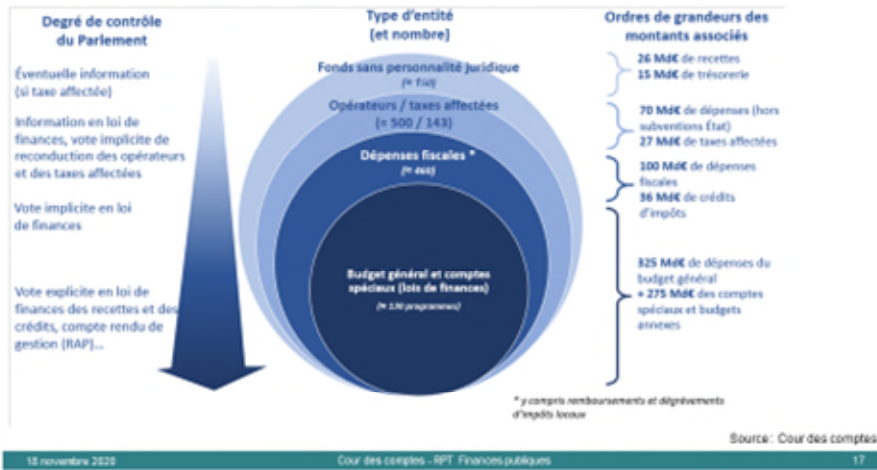 Degré de contrôle
du Parlement
Éventuelle information
(si taxe affectée)
Information en loi de
finances, vote implicite de
reconduction des opérateurs
et des taxes affectées
Vote implicite en loi
de finances
Vote explicite en loi de
finances des recettes et des
crédits, compte rendu de
gestion (RAP)...
Type d'entité
(et nombre)
Fonds sans personnalité juridique
(≈ 150)
Opérateurs / taxes affectées
(≈ 500 / 143)
Dépenses fiscales *
(≈ 460)
Budget général et comptes
spéciaux (lois de finances)
(≈ 130 programmes)
Ordres de grandeurs des
montants associés
26 Md€ de recettes
15 Md€ de trésorerie
70 Md€ de dépenses (hors
subventions État)
27 Md€ de taxes affectées
100 Md€ de dépenses
fiscales
36 Md€ de crédits
d'impôts
325 Md€ de dépenses du
budget général
+ 275 Md€ des comptes
spéciaux et budgets
annexes
* y compris remboursements et dégrèvements
d'impôts locaux
Source : Cour des comptes
18 novembre 2020
Cour des comptes - RPT Finances publiques
17